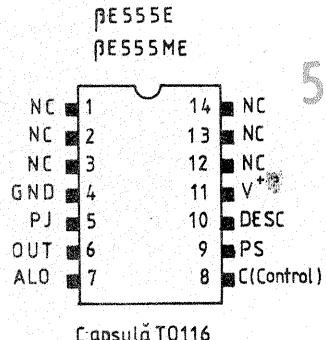 βE555E
βE555ME
5
NC 1 14 NC
NC 2 13 NC
NC 3 12 NC
GND 4 11 V+
PJ 5 10 DESC
OUT 6 9 PS
ALO 7 8 C(Control)
Capsulă TO116